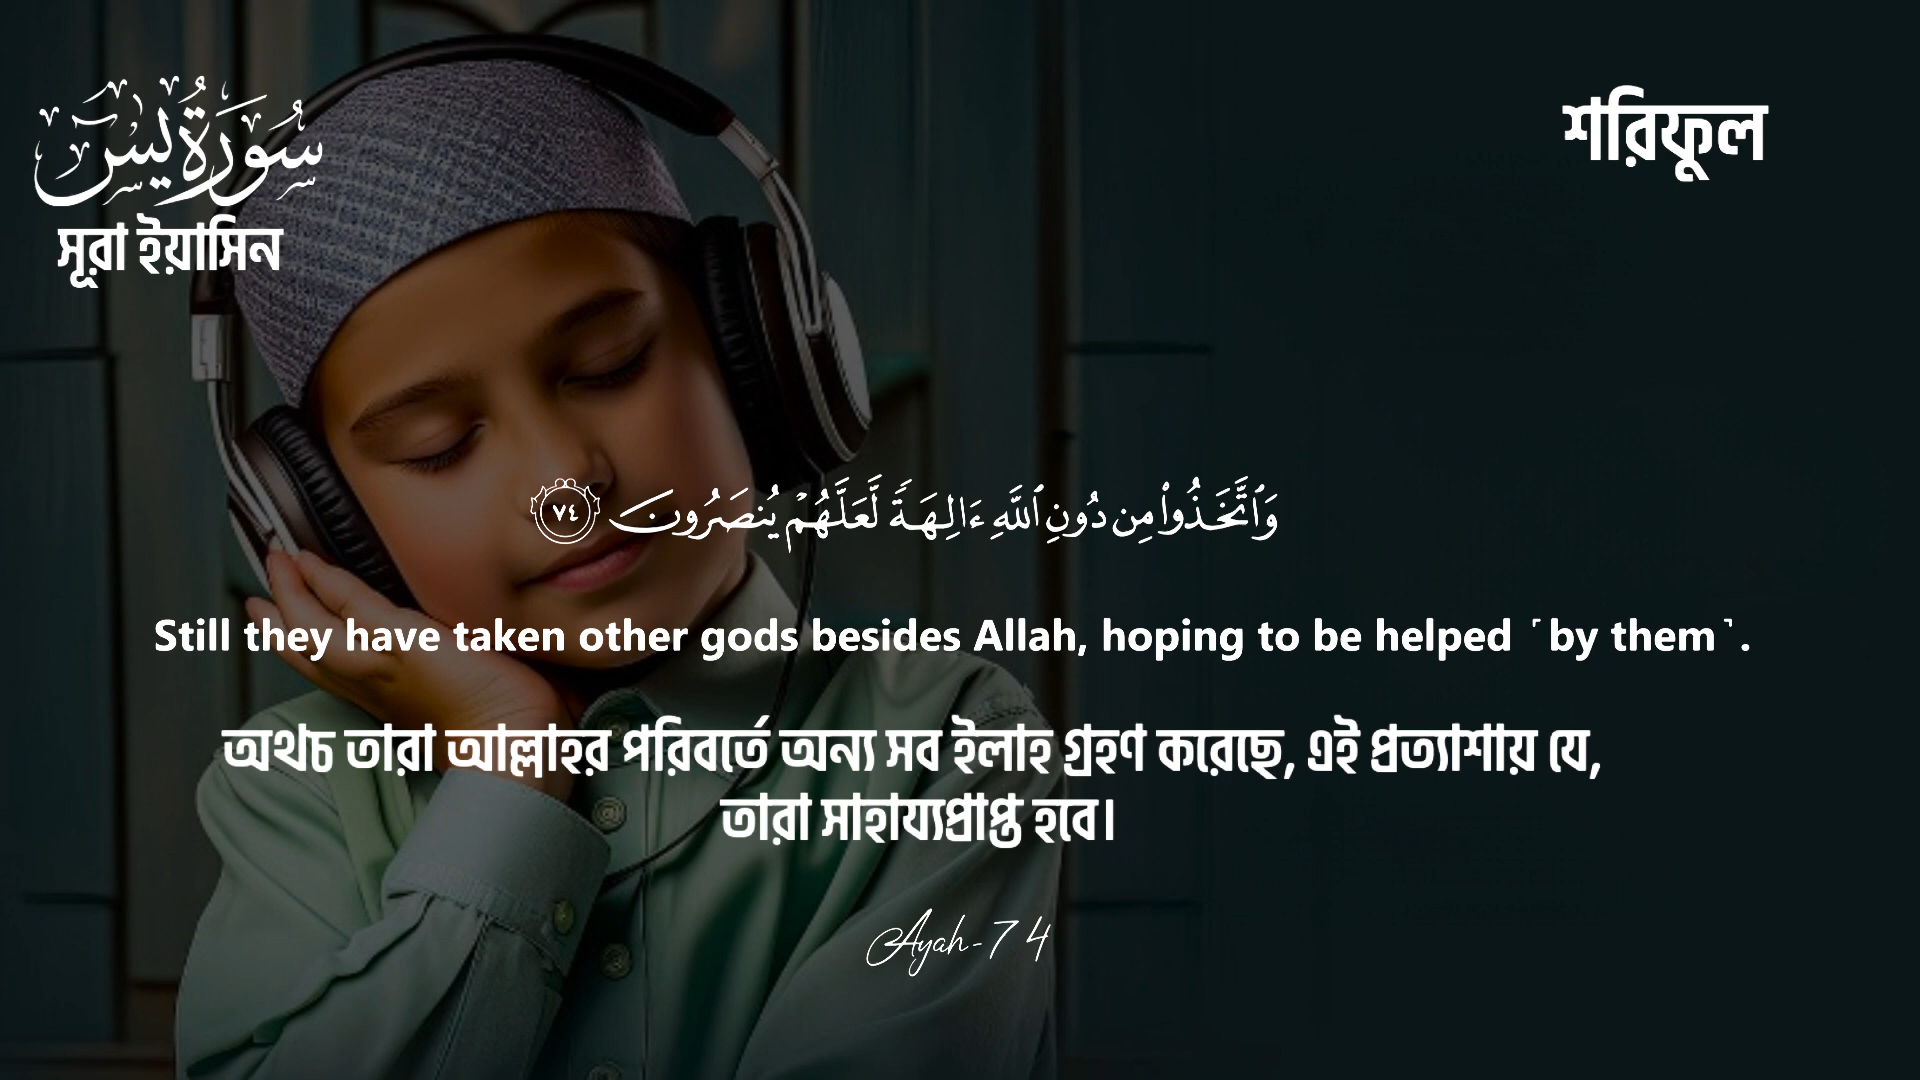 سُورَةُ يسٓ
সূরা ইয়াসিন
শরিফুল
وَٱتَّخَذُوا۟ مِن دُونِ ٱللَّهِ ءَالِهَةً لَّعَلَّهُمْ يُنصَرُونَ ٧٤
Still they have taken other gods besides Allah, hoping to be helped ˹by them˺.
অথচ তারা আল্লাহর পরিবর্তে অন্য সব ইলাহ গ্রহণ করেছে, এই প্রত্যাশায় যে,
তারা সাহায্যপ্রাপ্ত হবে।
Ayah-74